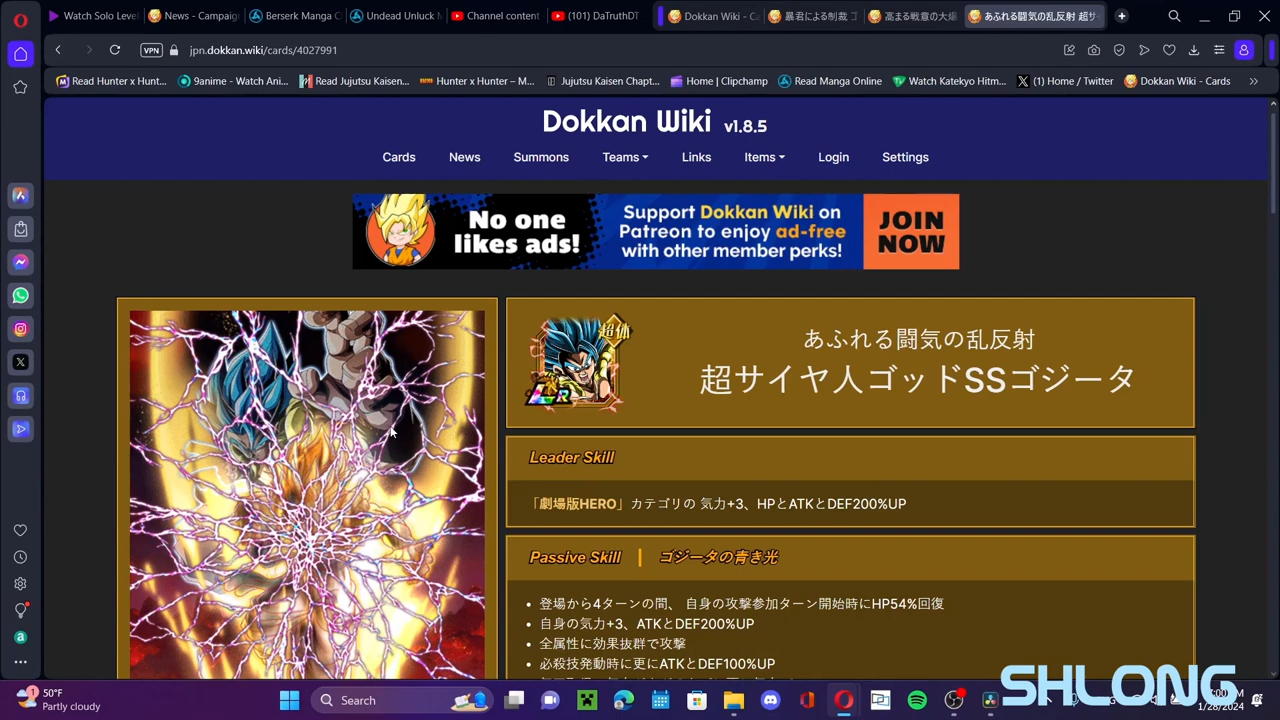 Watch Solo Level
News - Campaig
Berserk Manga C
Undead Unluck M
Channel content
(101) DaTruthDT
Dokkan Wiki - Ca
暴君による制裁 ゴ
高まる戦意の大爆
あふれる闘気の乱反射 超サ
VPN
jpn.dokkan.wiki/cards/4027991
Read Hunter x Hunt...
9anime - Watch Ani...
Read Jujutsu Kaisen...
Hunter x Hunter – M...
Jujutsu Kaisen Chapt...
Home | Clipchamp
Read Manga Online
Watch Katekyo Hitm...
(1) Home / Twitter
Dokkan Wiki - Cards
Dokkan Wiki v1.8.5
Cards News Summons Teams Links Items Login Settings
No one likes ads!
Support Dokkan Wiki on
Patreon to enjoy ad-free
with other member perks!
JOIN NOW
超体
LR
あふれる闘気の乱反射
超サイヤ人ゴッドSSゴジータ
Leader Skill
「劇場版HERO」カテゴリの 気力+3、HPとATKとDEF200%UP
Passive Skill | ゴジータの青き光
登場から4ターンの間、 自身の攻撃参加ターン開始時にHP54%回復
自身の気力+3、ATKとDEF200%UP
全属性に効果抜群で攻撃
必殺技発動時に更にATKとDEF100%UP
SHLONG
1
50°F
Partly cloudy
Search
1/28/2024